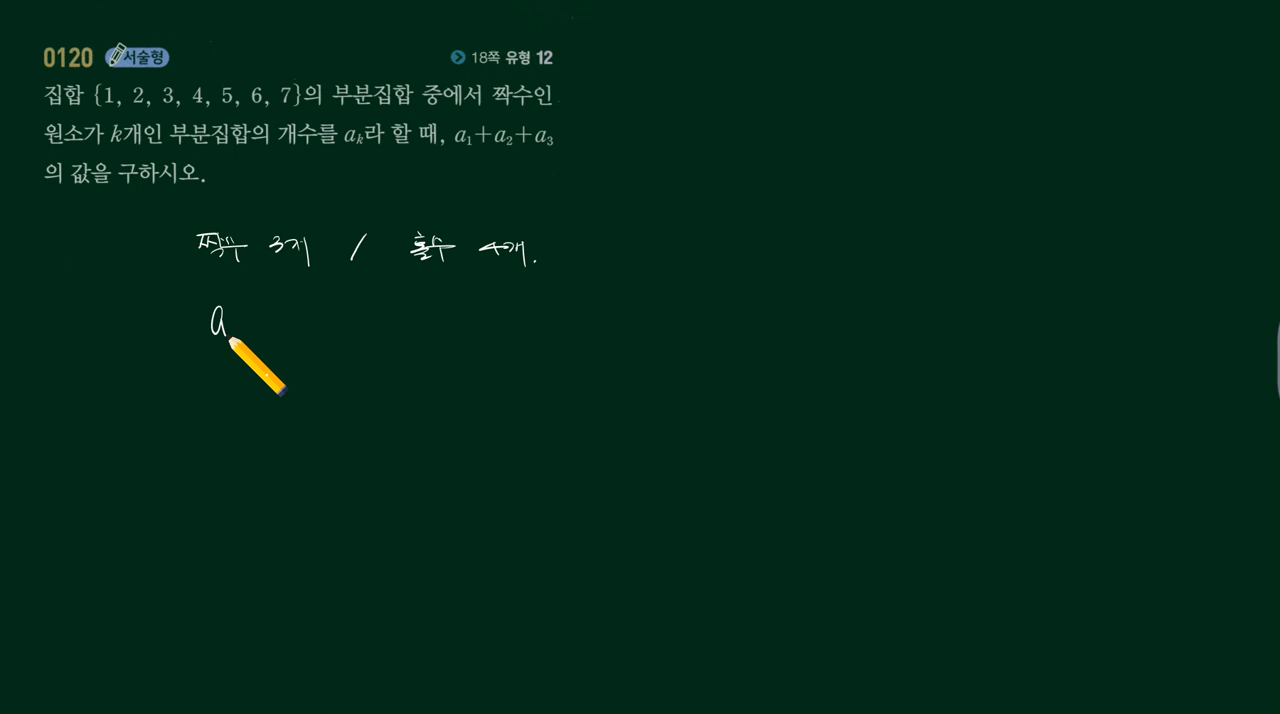 0120 서술형 18쪽 유형 12
집합 {1, 2, 3, 4, 5, 6, 7}의 부분집합 중에서 짝수인
원소가 k개인 부분집합의 개수를 aₖ라 할 때, a₁+a₂+a₃
의 값을 구하시오.
짝수 3개 / 홀수 4개.
a